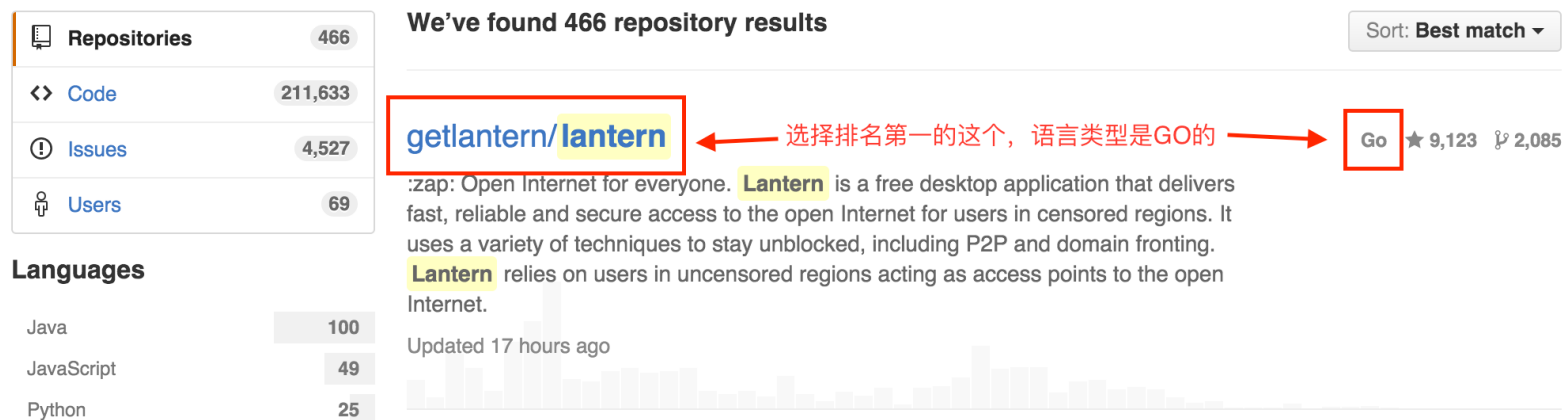 Repositories 466
Code 211,633
Issues 4,527
Users 69
Languages
Java 100
JavaScript 49
Python 25
We’ve found 466 repository results
Sort: Best match
getlantern/lantern
选择排名第一的这个，语言类型是GO的
Go 9,123 2,085
:zap: Open Internet for everyone. Lantern is a free desktop application that delivers
fast, reliable and secure access to the open Internet for users in censored regions. It
uses a variety of techniques to stay unblocked, including P2P and domain fronting.
Lantern relies on users in uncensored regions acting as access points to the open
Internet.
Updated 17 hours ago